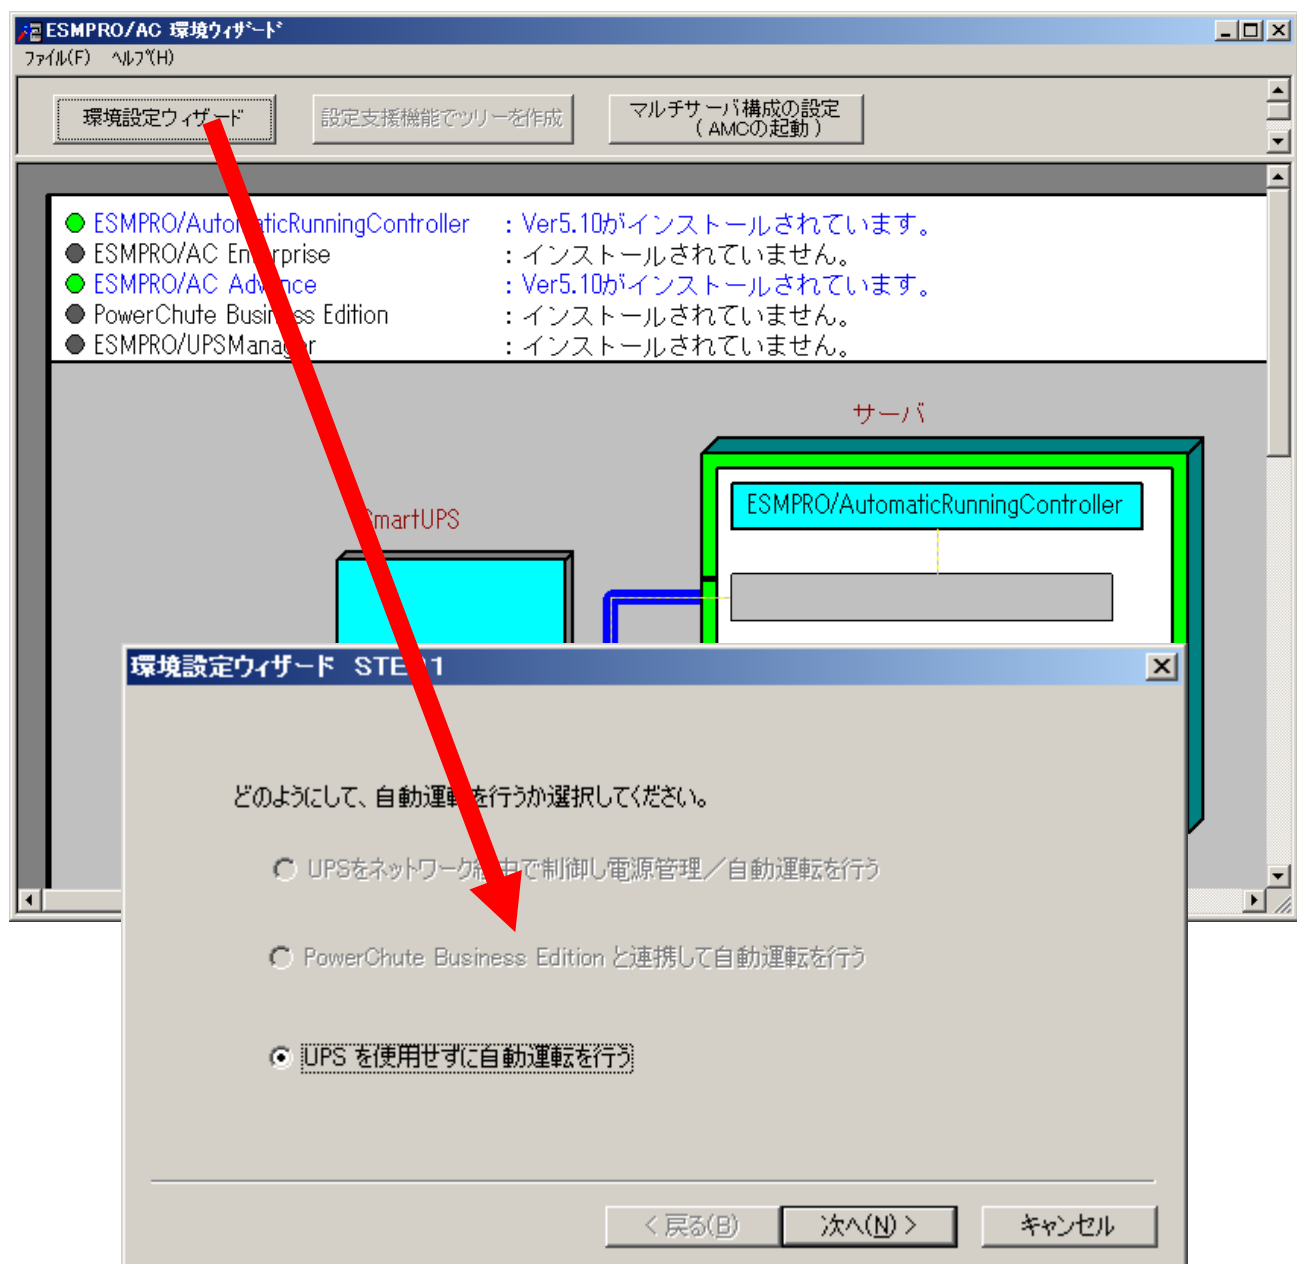 ESMPRO/AC 環境ウィザード
ファイル(F) ヘルプ(H)
環境設定ウィザード
設定支援機能でツリーを作成
マルチサーバ構成の設定
( AMCの起動 )
ESMPRO/AutomaticRunningController : Ver5.10がインストールされています。
ESMPRO/AC Enterprise : インストールされていません。
ESMPRO/AC Advance : Ver5.10がインストールされています。
PowerChute Business Edition : インストールされていません。
ESMPRO/UPSManager : インストールされていません。
サーバ
ESMPRO/AutomaticRunningController
SmartUPS
環境設定ウィザード STEP1
どのようにして、自動運転を行うか選択してください。
UPSをネットワーク経由で制御し電源管理／自動運転を行う
PowerChute Business Edition と連携して自動運転を行う
UPS を使用せずに自動運転を行う
< 戻る(B)
次へ(N) >
キャンセル